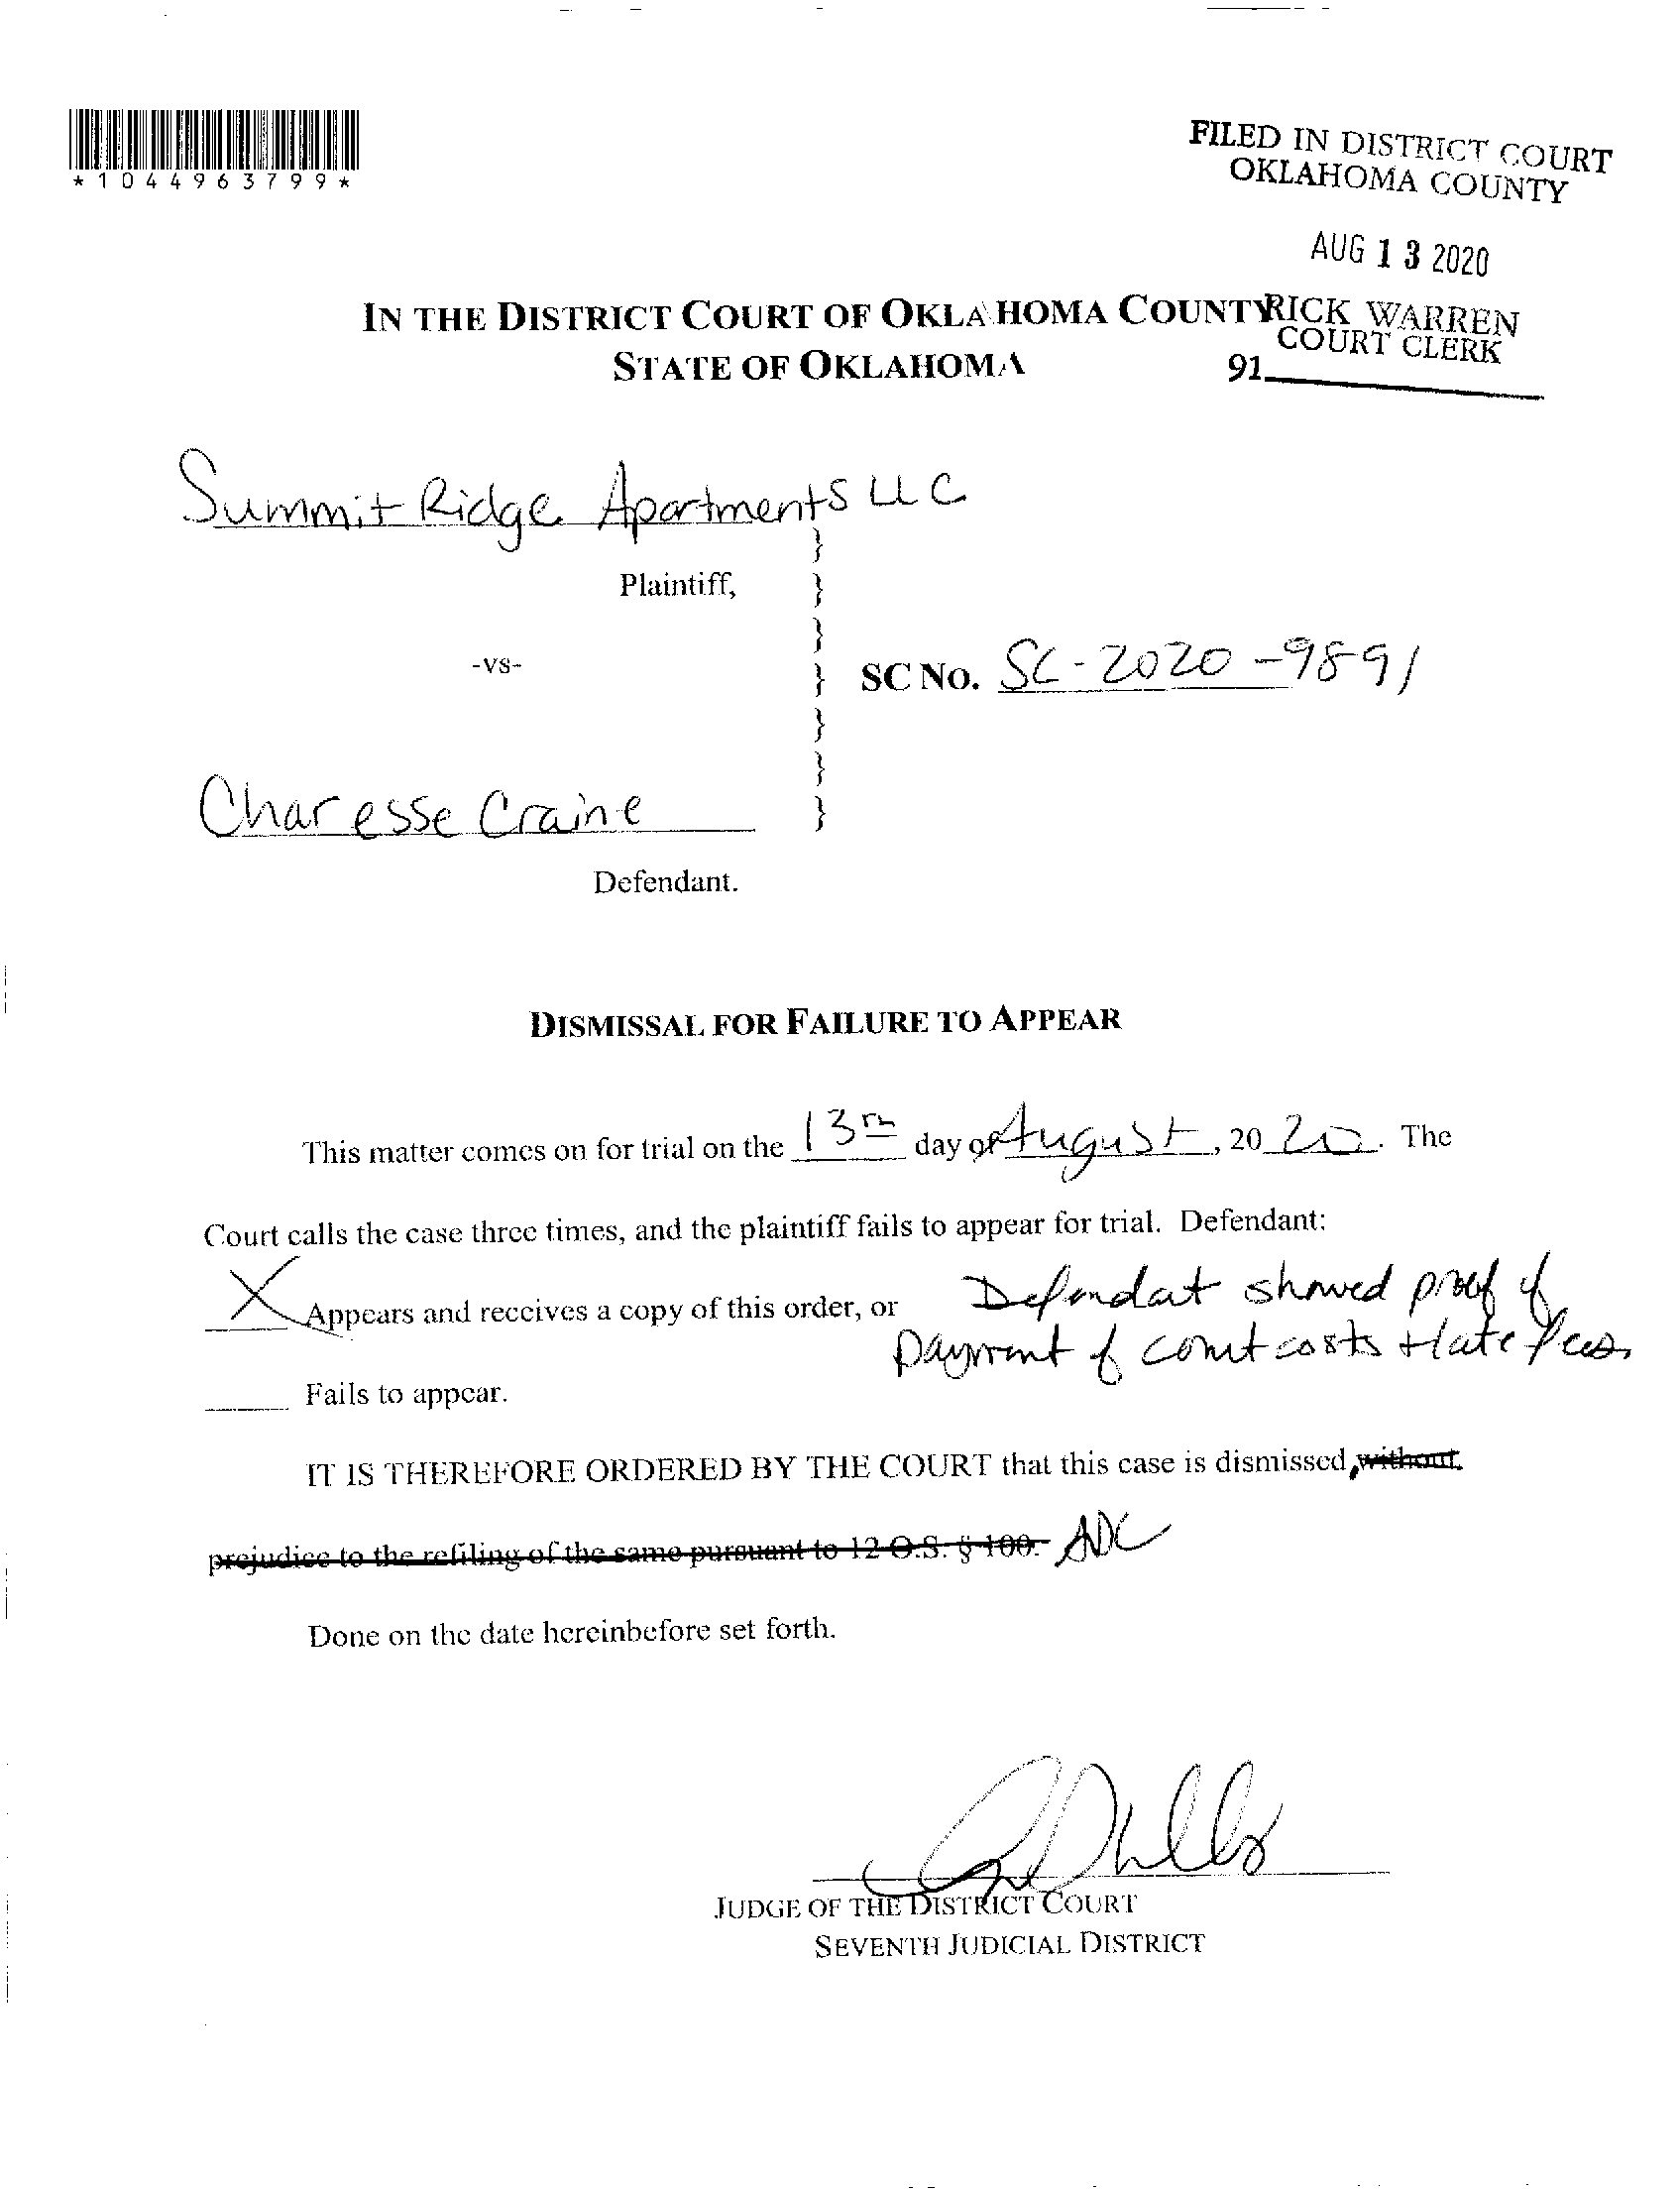 *1044963799*
FILED IN DISTRICT COURT
OKLAHOMA COUNTY
AUG 13 2020
RICK WARREN
COURT CLERK
91
IN THE DISTRICT COURT OF OKLAHOMA COUNTY
STATE OF OKLAHOMA
Summit Ridge Apartments LLC
}
Plaintiff, }
}
-vs-
} SC NO. SC-2020-9891
}
}
Charesse Craine }
Defendant.
DISMISSAL FOR FAILURE TO APPEAR
This matter comes on for trial on the 13th day of August, 2020. The
Court calls the case three times, and the plaintiff fails to appear for trial. Defendant:
X Appears and receives a copy of this order, or Defendat showed proof of
payment of court costs + late fees.
Fails to appear.
IT IS THEREFORE ORDERED BY THE COURT that this case is dismissed, without
prejudice to the refiling of the same pursuant to 12 O.S. § 100.
Done on the date hereinbefore set forth.
JUDGE OF THE DISTRICT COURT
SEVENTH JUDICIAL DISTRICT